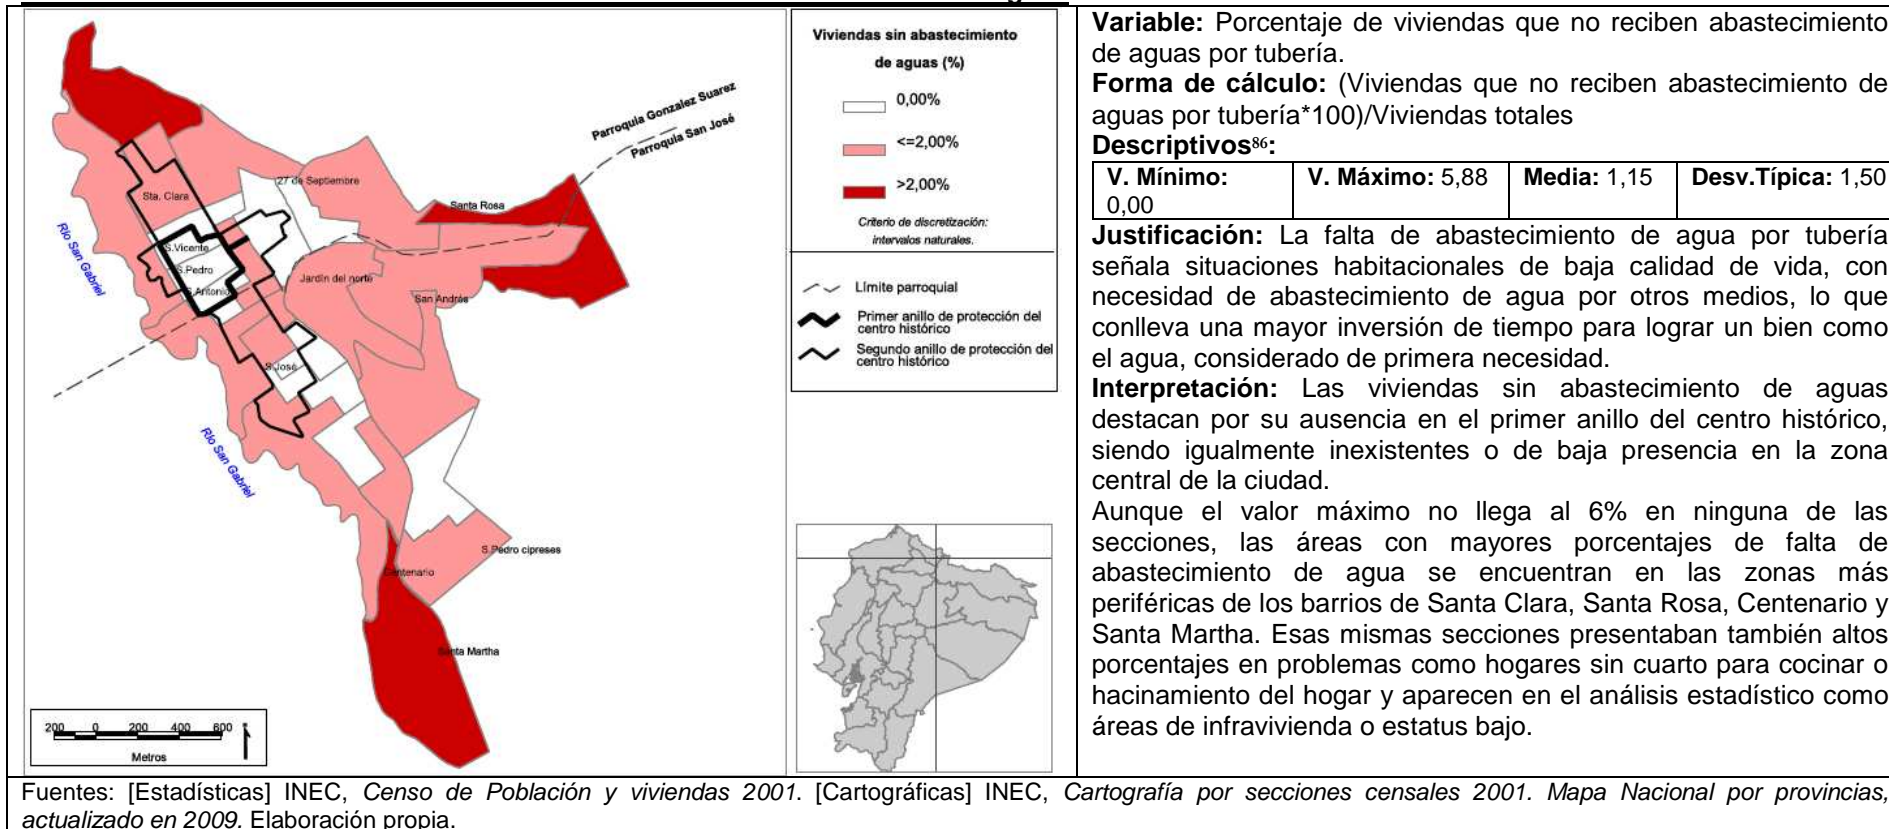 Viviendas sin abastecimiento
de aguas (%)
0,00%
<=2,00%
>2,00%
Criterio de discretización:
intervalos naturales.
Límite parroquial
Primer anillo de protección del
centro histórico
Segundo anillo de protección del
centro histórico
Parroquia Gonzalez Suarez
Parroquia San José
27 de Septiembre
Sta. Clara
Santa Rosa
Río San Gabriel
S.Vicente
S.Pedro
S.Antonio
Jardín del norte
San Andrés
S.José
Río San Gabriel
S.Pedro cipreses
Centenario
Santa Martha
200 0 200 400 600
Metros
Variable: Porcentaje de viviendas que no reciben abastecimiento
de aguas por tubería.
Forma de cálculo: (Viviendas que no reciben abastecimiento de
aguas por tubería*100)/Viviendas totales
Descriptivos86:
V. Mínimo: V. Máximo: 5,88 Media: 1,15 Desv.Típica: 1,50
0,00
Justificación: La falta de abastecimiento de agua por tubería
señala situaciones habitacionales de baja calidad de vida, con
necesidad de abastecimiento de agua por otros medios, lo que
conlleva una mayor inversión de tiempo para lograr un bien como
el agua, considerado de primera necesidad.
Interpretación: Las viviendas sin abastecimiento de aguas
destacan por su ausencia en el primer anillo del centro histórico,
siendo igualmente inexistentes o de baja presencia en la zona
central de la ciudad.
Aunque el valor máximo no llega al 6% en ninguna de las
secciones, las áreas con mayores porcentajes de falta de
abastecimiento de agua se encuentran en las zonas más
periféricas de los barrios de Santa Clara, Santa Rosa, Centenario y
Santa Martha. Esas mismas secciones presentaban también altos
porcentajes en problemas como hogares sin cuarto para cocinar o
hacinamiento del hogar y aparecen en el análisis estadístico como
áreas de infravivienda o estatus bajo.
Fuentes: [Estadísticas] INEC, Censo de Población y viviendas 2001. [Cartográficas] INEC, Cartografía por secciones censales 2001. Mapa Nacional por provincias,
actualizado en 2009. Elaboración propia.